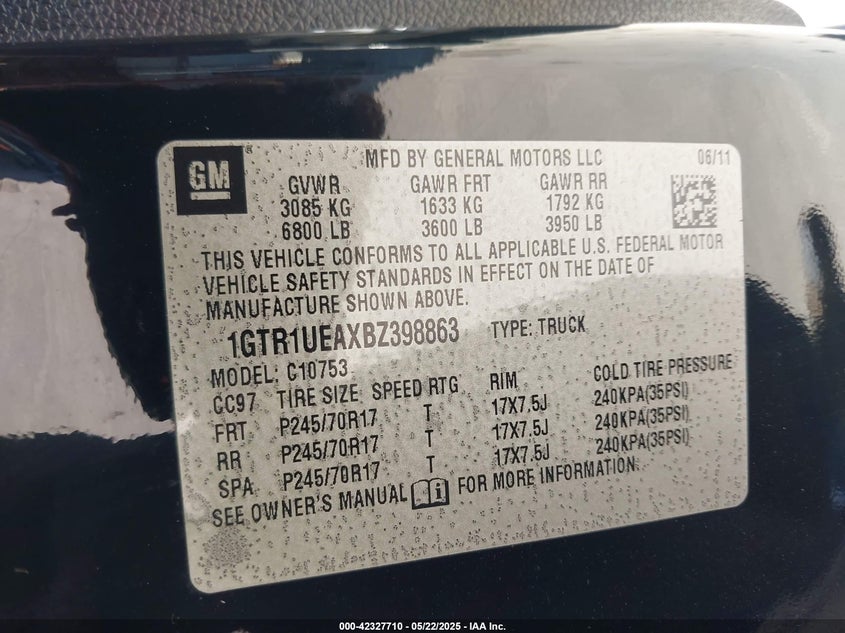 GM
MFD BY GENERAL MOTORS LLC 06/11
GVWR GAWR FRT GAWR RR
3085 KG 1633 KG 1792 KG
6800 LB 3600 LB 3950 LB
THIS VEHICLE CONFORMS TO ALL APPLICABLE U.S. FEDERAL MOTOR
VEHICLE SAFETY STANDARDS IN EFFECT ON THE DATE OF
MANUFACTURE SHOWN ABOVE.
1GTR1UEAXBZ398863 TYPE: TRUCK
MODEL: C10753
CC97 TIRE SIZE SPEED RTG RIM COLD TIRE PRESSURE
FRT P245/70R17 T 17X7.5J 240KPA(35PSI)
RR P245/70R17 T 17X7.5J 240KPA(35PSI)
SPA P245/70R17 T 17X7.5J 240KPA(35PSI)
SEE OWNER'S MANUAL FOR MORE INFORMATION
000-42327710 - 05/22/2025 - IAA Inc.